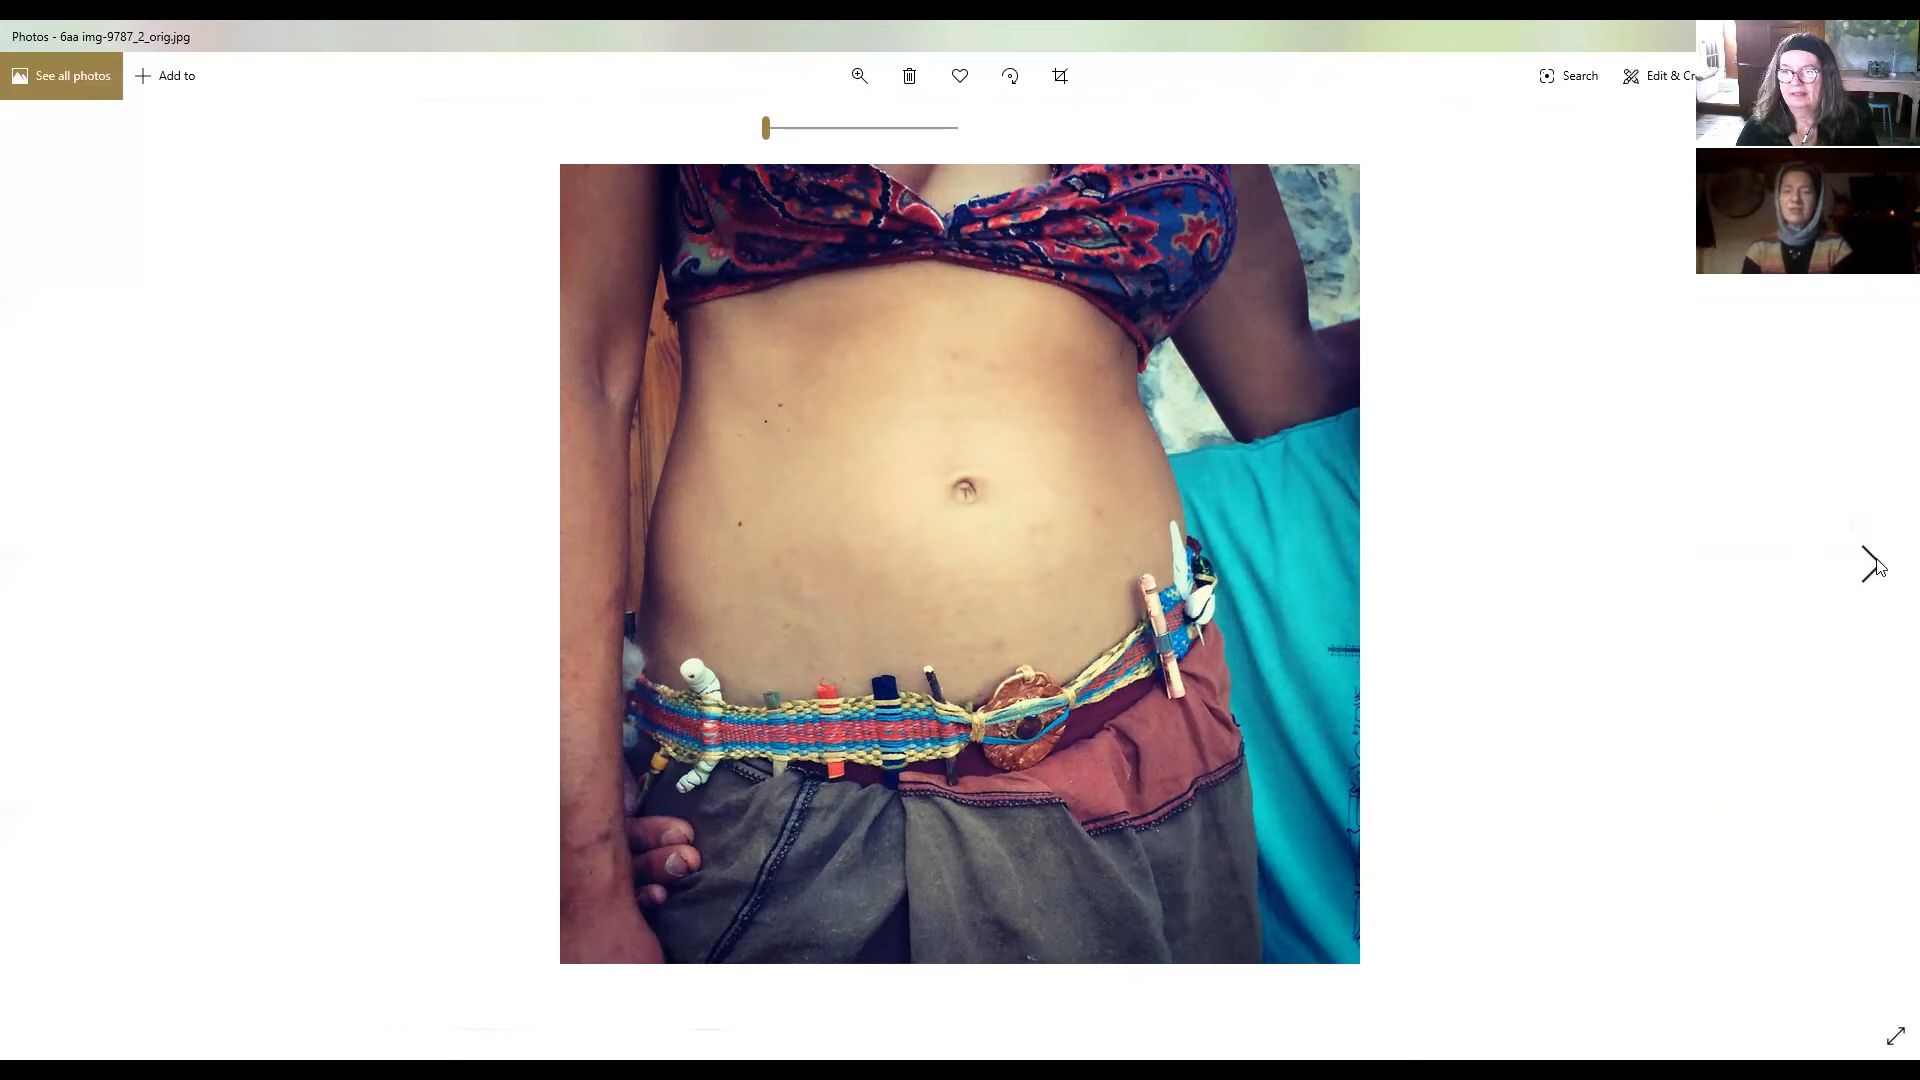 Photos - 6aa img-9787_2_orig.jpg
See all photos
Add to
Search
Edit & Cr